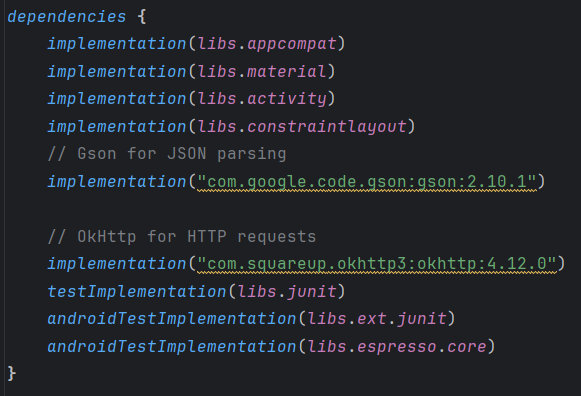 dependencies {
    implementation(libs.appcompat)
    implementation(libs.material)
    implementation(libs.activity)
    implementation(libs.constraintlayout)
    // Gson for JSON parsing
    implementation("com.google.code.gson:gson:2.10.1")

    // OkHttp for HTTP requests
    implementation("com.squareup.okhttp3:okhttp:4.12.0")
    testImplementation(libs.junit)
    androidTestImplementation(libs.ext.junit)
    androidTestImplementation(libs.espresso.core)
}